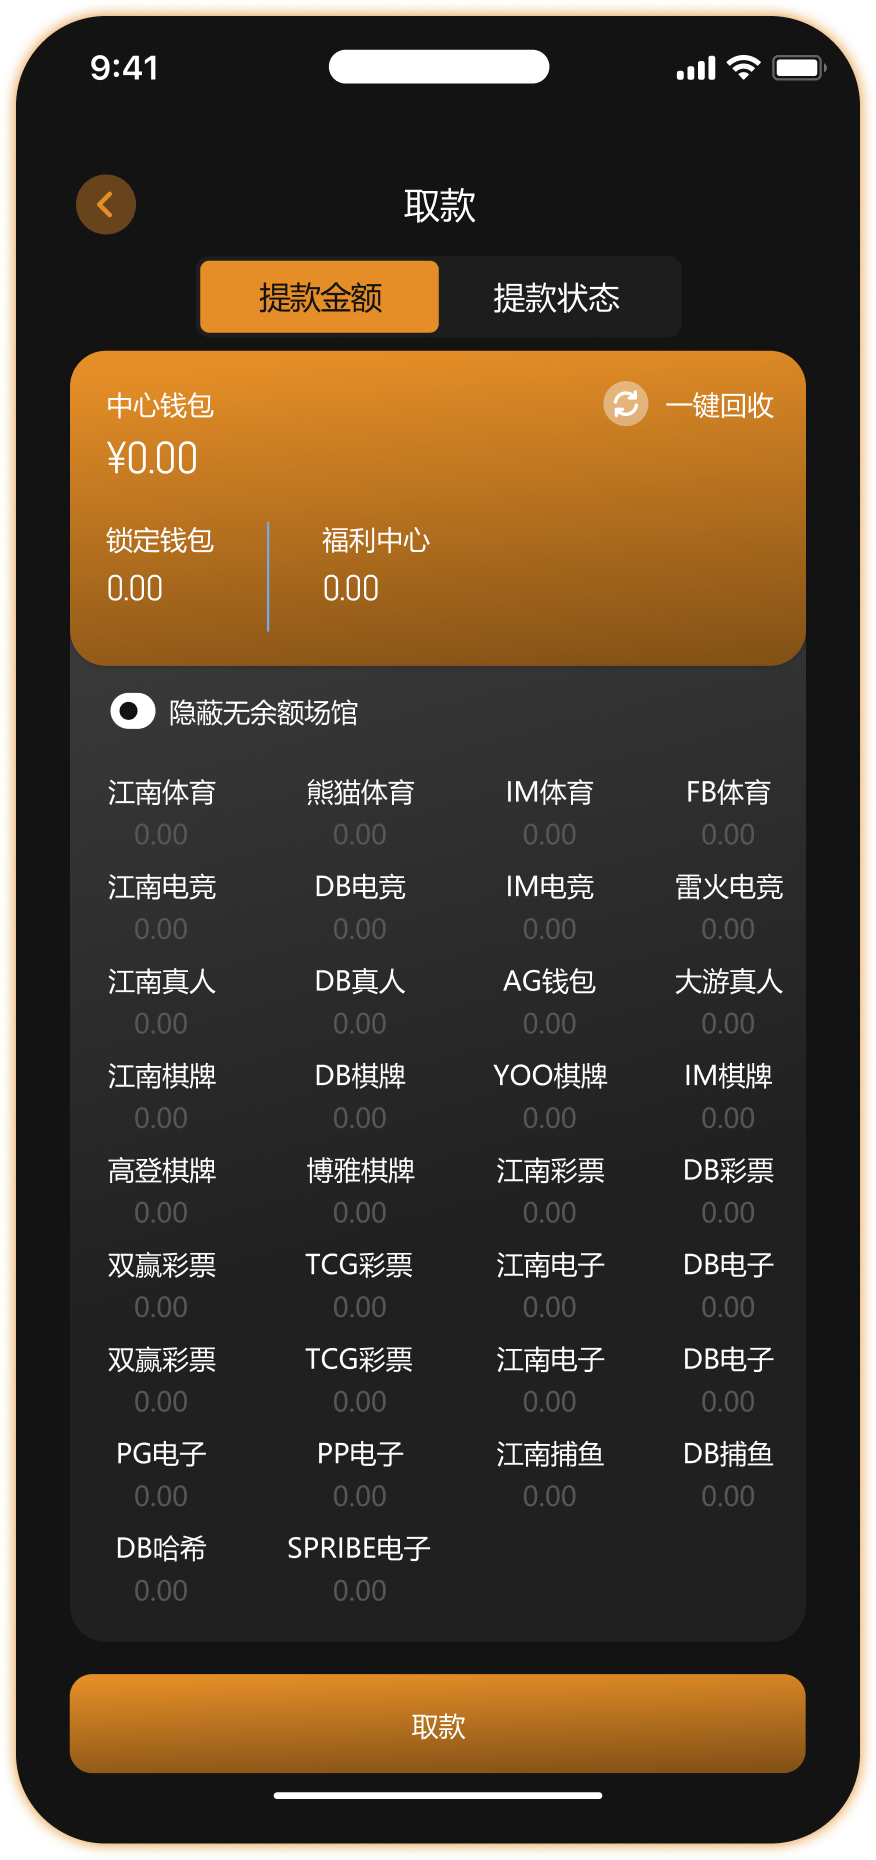 9:41
取款
提款金额 提款状态
中心钱包 一键回收
¥0.00
锁定钱包 福利中心
0.00 0.00
隐蔽无余额场馆
江南体育 熊猫体育 IM体育 FB体育
0.00 0.00 0.00 0.00
江南电竞 DB电竞 IM电竞 雷火电竞
0.00 0.00 0.00 0.00
江南真人 DB真人 AG钱包 大游真人
0.00 0.00 0.00 0.00
江南棋牌 DB棋牌 YOO棋牌 IM棋牌
0.00 0.00 0.00 0.00
高登棋牌 博雅棋牌 江南彩票 DB彩票
0.00 0.00 0.00 0.00
双赢彩票 TCG彩票 江南电子 DB电子
0.00 0.00 0.00 0.00
双赢彩票 TCG彩票 江南电子 DB电子
0.00 0.00 0.00 0.00
PG电子 PP电子 江南捕鱼 DB捕鱼
0.00 0.00 0.00 0.00
DB哈希 SPRIBE电子
0.00 0.00
取款